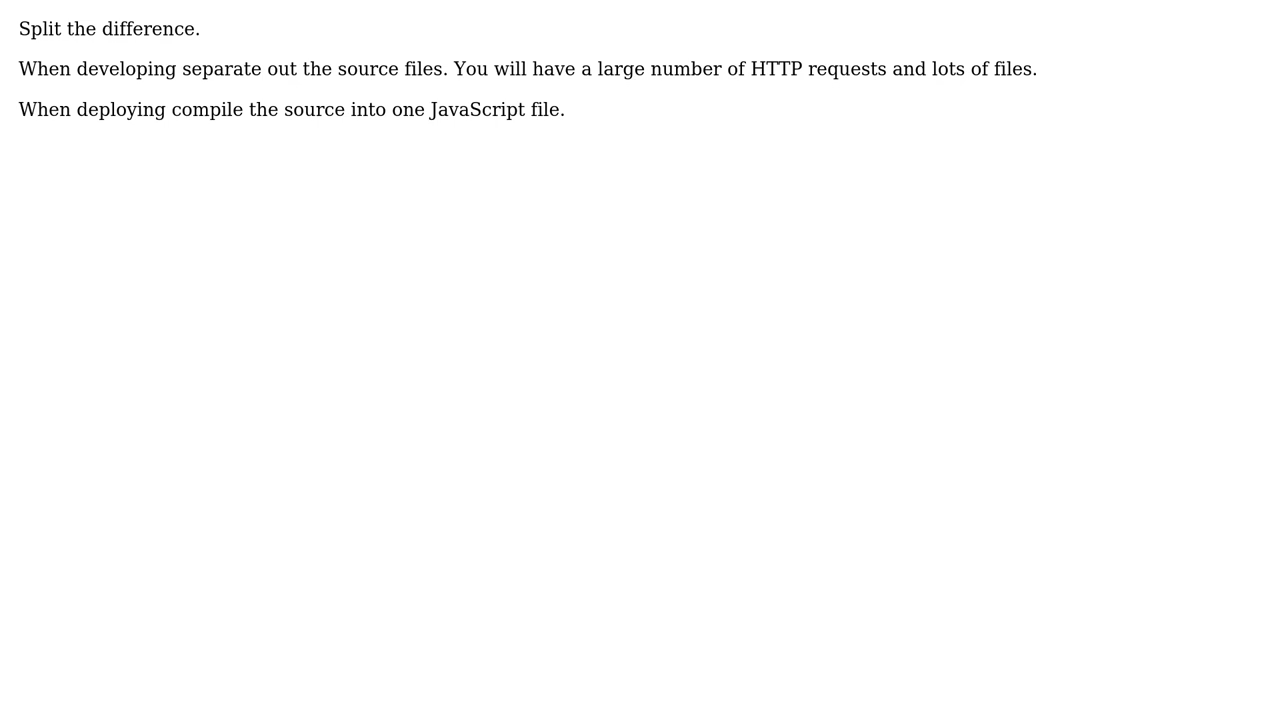 Split the difference.
When developing separate out the source files. You will have a large number of HTTP requests and lots of files.
When deploying compile the source into one JavaScript file.